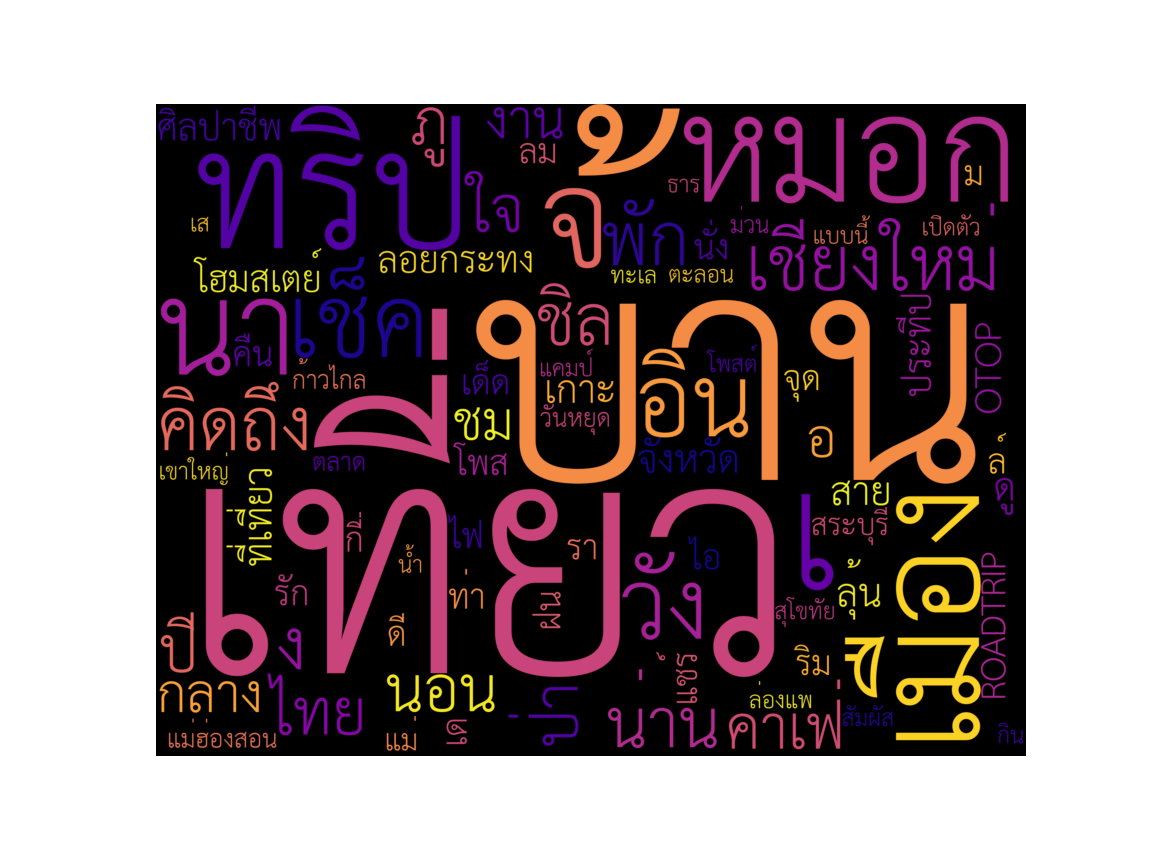 ศิลปาชีพ
ทริป
ภู
งาน
ลม
จ้
หมอก
ธาร
ม
ใจ
พัก
นั่ง
ม่วน
แบบนี้
เปิดตัว
เส
โฮมสเตย์
ลอยกระทง
ทะเล
ตะลอน
เชียงใหม่
นา
เช็ค
คืน
ชิล
บาน
ประทีป
OTOP
ก้าวไกล
เด็ด
แคมป์
เกาะ
วันหยุด
อิน
โพสต์
จุด
คิดถึง
ที่
ชม
โพส
จังหวัด
อ
ล์
เขาใหญ่
ตลาด
ที่เที่ยว
เที่ยว
กี่
ไฟ
น้ำ
รา
ไอ
เ
สาย
สระบุรี
ดู
เมือง
รัก
ท่า
ฝน
วัง
ลุ้น
สุโขทัย
ROADTRIP
ปี
ง
ดี
ริม
ซี
กลาง
ไทย
นอน
ป่า
น่าน
แชร์
คาเฟ่
ล่องแพ
สัมผัส
แม่ฮ่องสอน
แม่
เด
กิน